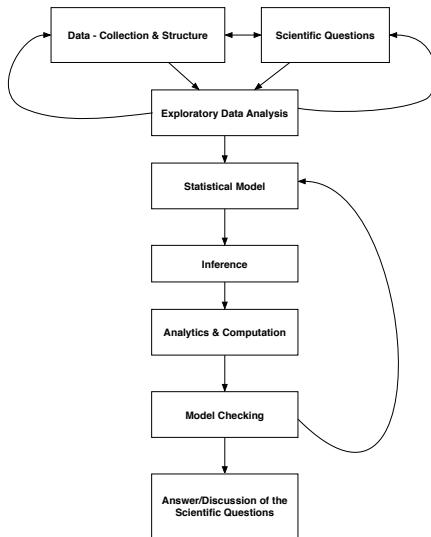 Data - Collection & Structure
Scientific Questions
Exploratory Data Analysis
Statistical Model
Inference
Analytics & Computation
Model Checking
Answer/Discussion of the
Scientific Questions